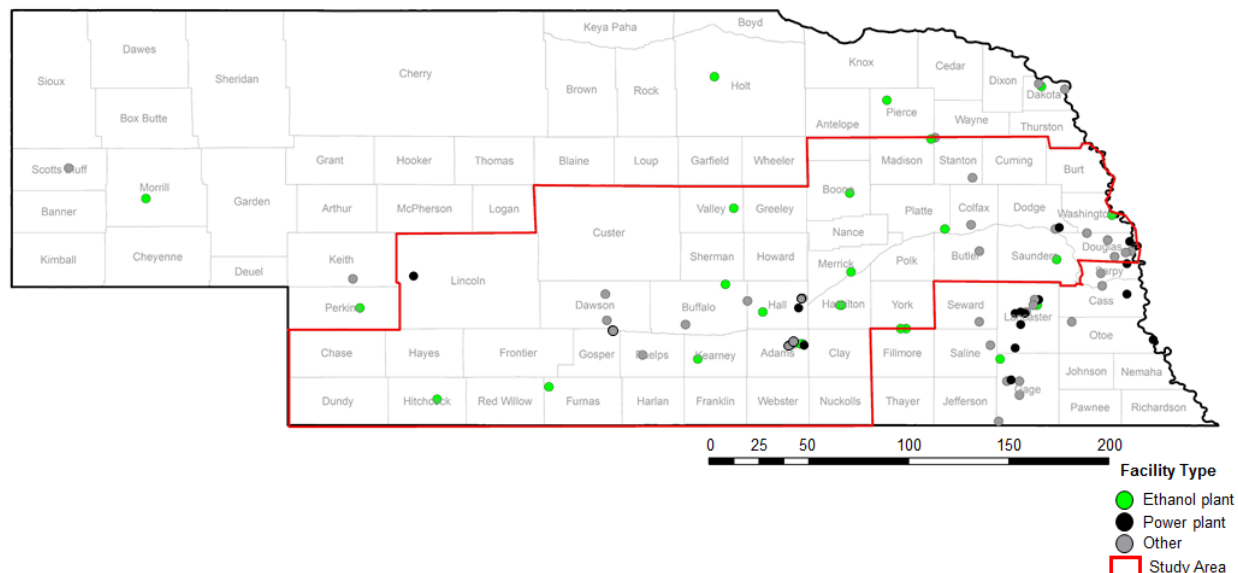 Keya Paha
Boyd
Dawes
Sioux
Sheridan
Cherry
Brown
Rock
Holt
Knox
Cedar
Dixon
Dakota
Box Butte
Antelope
Pierce
Wayne
Thurston
Scotts Bluff
Morrill
Garden
Grant
Hooker
Thomas
Blaine
Loup
Garfield
Wheeler
Madison
Stanton
Cuming
Burt
Boone
Banner
Arthur
McPherson
Logan
Valley
Greeley
Platte
Colfax
Dodge
Washington
Custer
Nance
Kimball
Cheyenne
Deuel
Keith
Lincoln
Sherman
Howard
Merrick
Polk
Butler
Saunders
Douglas
Sarpy
Perkins
Dawson
Buffalo
Hall
Hamilton
York
Seward
Lancaster
Cass
Otoe
Chase
Hayes
Frontier
Gosper
Phelps
Kearney
Adams
Clay
Fillmore
Saline
Gage
Johnson
Nemaha
Dundy
Hitchcock
Red Willow
Furnas
Harlan
Franklin
Webster
Nuckolls
Thayer
Jefferson
Pawnee
Richardson
0 25 50 100 150 200
Facility Type
Ethanol plant
Power plant
Other
Study Area